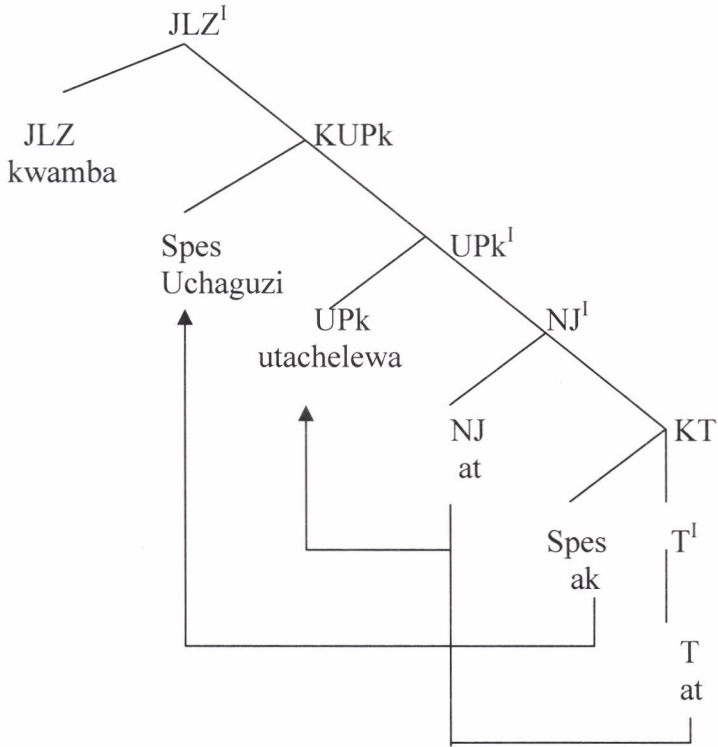 JLZ^I
JLZ
kwamba
KUPk
Spes
Uchaguzi
UPk^I
UPk
utachelewa
NJ^I
NJ
at
KT
Spes
ak
T^I
T
at